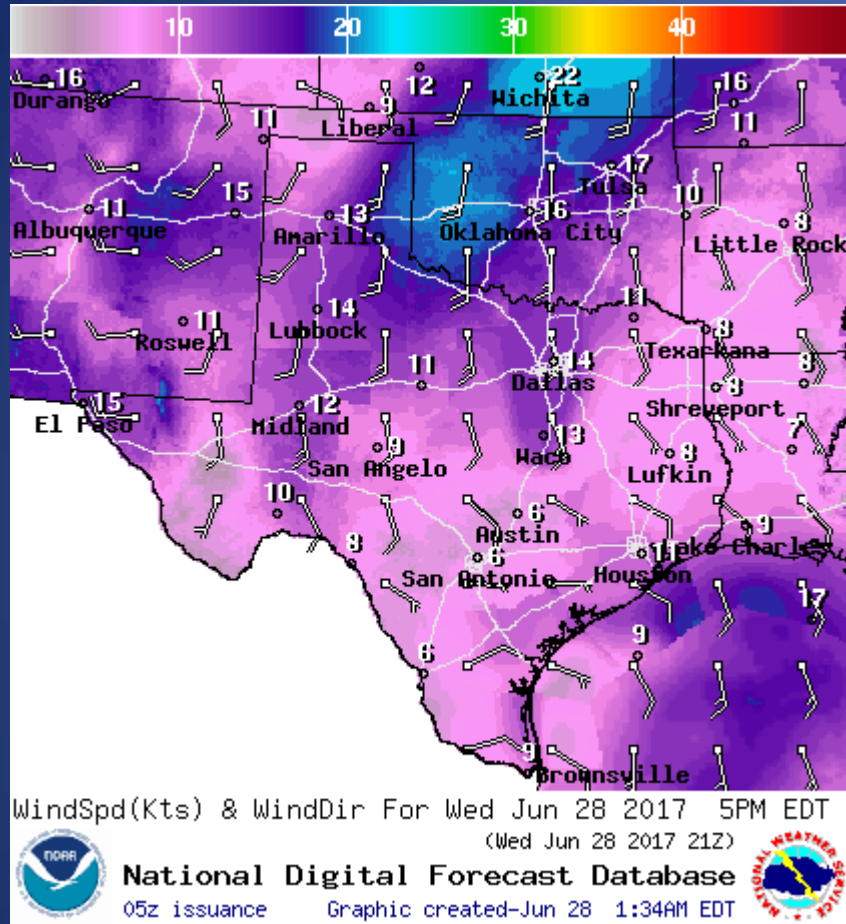 10 20 30 40
16 12 22 16
Durango Wichita
9
Liberal
11 11
17
Tulsa
11 15 13 16 10 8
Albuquerque Amarillo Oklahoma City Little Rock
11 14 11 8
Roswell Lubbock Texarkana
14
11 Dallas 8 8
15 12 Shreveport
El Paso Midland
9 13 8 7
San Angelo Waco Lufkin
10 6 9
Austin
8 6 11 Lake Charles
San Antonio Houston
17
9
6
9
Brownsville
WindSpd(Kts) & WindDir For Wed Jun 28 2017 5PM EDT
(Wed Jun 28 2017 21Z)
NOAA
NATIONAL WEATHER SERVICE
National Digital Forecast Database
05z issuance Graphic created-Jun 28 1:34AM EDT